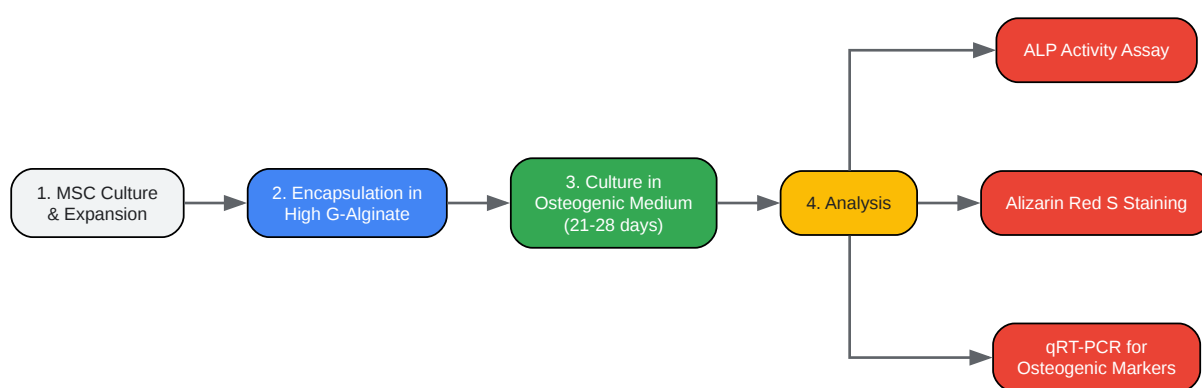 1. MSC Culture
& Expansion
2. Encapsulation in
High G-Alginate
3. Culture in
Osteogenic Medium
(21-28 days)
4. Analysis
ALP Activity Assay
Alizarin Red S Staining
qRT-PCR for
Osteogenic Markers